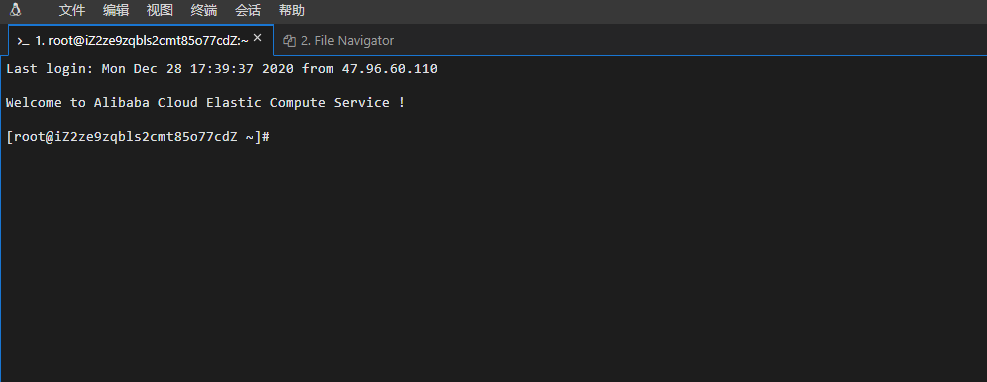 文件 编辑 视图 终端 会话 帮助
>_ 1. root@iZ2ze9zqbls2cmt85o77cdZ:~ × 2. File Navigator
Last login: Mon Dec 28 17:39:37 2020 from 47.96.60.110
Welcome to Alibaba Cloud Elastic Compute Service !
[root@iZ2ze9zqbls2cmt85o77cdZ ~]#